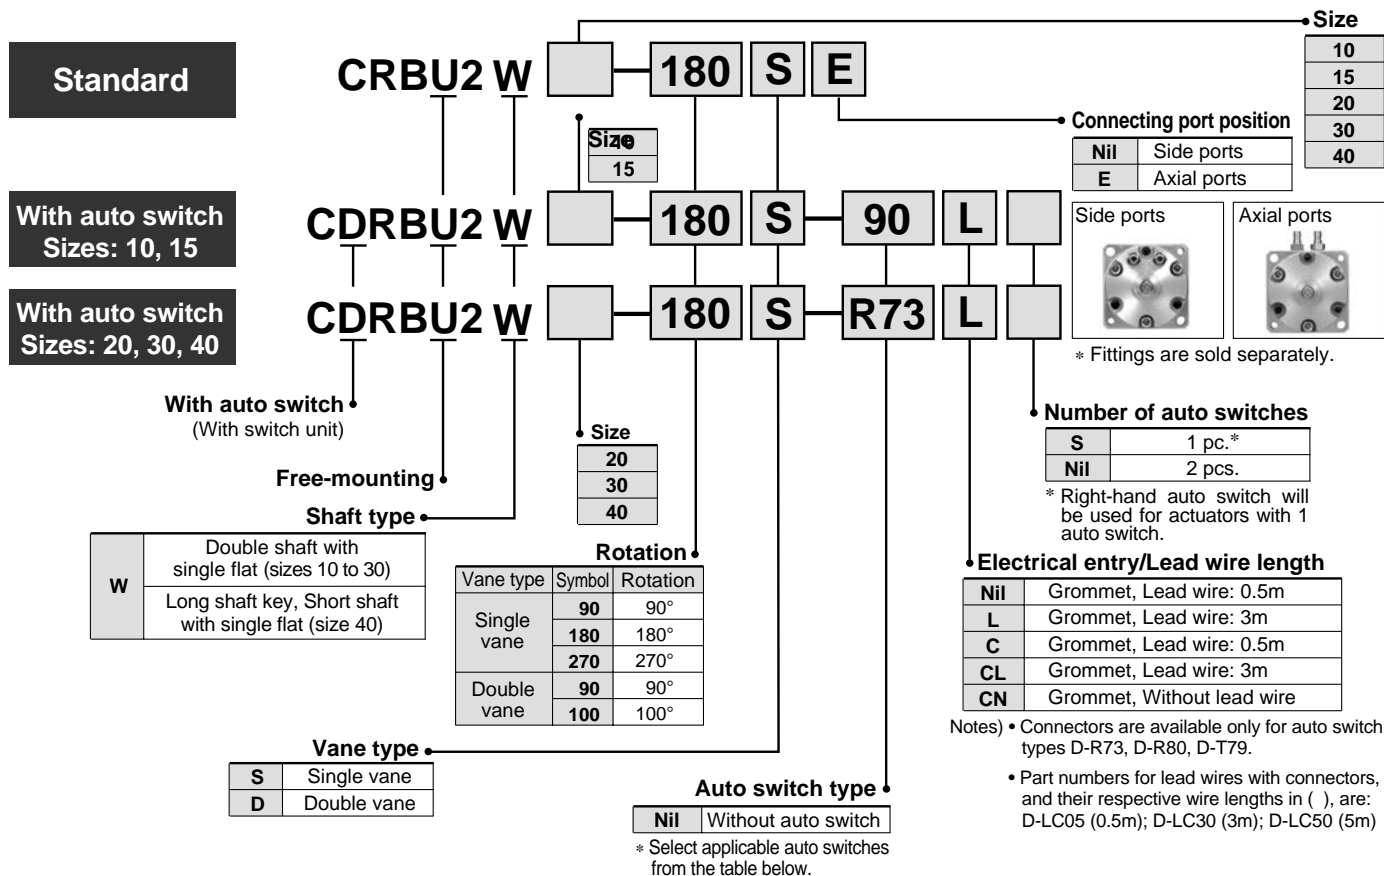 Size
10
15
20
30
40
Standard
CRBU2 W 180 S E
Connecting port position
Nil Side ports
E Axial ports
Size
10
15
With auto switch
Sizes: 10, 15
CDRBU2 W 180 S 90 L
Side ports
Axial ports
With auto switch
Sizes: 20, 30, 40
CDRBU2 W 180 S R73 L
* Fittings are sold separately.
With auto switch
(With switch unit)
Free-mounting
Shaft type
W
Double shaft with
single flat (sizes 10 to 30)
Long shaft key, Short shaft
with single flat (size 40)
Size
20
30
40
Number of auto switches
S 1 pc.*
Nil 2 pcs.
* Right-hand auto switch will
be used for actuators with 1
auto switch.
Rotation
Vane type Symbol Rotation
Single
vane
90 90°
180 180°
270 270°
Double
vane
90 90°
100 100°
Electrical entry/Lead wire length
Nil Grommet, Lead wire: 0.5m
L Grommet, Lead wire: 3m
C Grommet, Lead wire: 0.5m
CL Grommet, Lead wire: 3m
CN Grommet, Without lead wire
Notes) • Connectors are available only for auto switch
types D-R73, D-R80, D-T79.
• Part numbers for lead wires with connectors,
and their respective wire lengths in ( ), are:
D-LC05 (0.5m); D-LC30 (3m); D-LC50 (5m)
Vane type
S Single vane
D Double vane
Auto switch type
Nil Without auto switch
* Select applicable auto switches
from the table below.